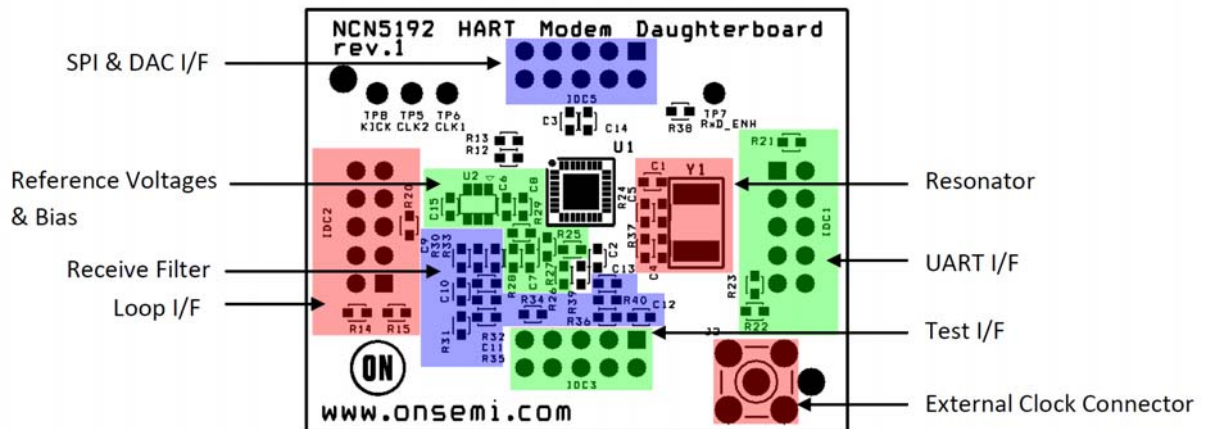 NCN5192 HART Modem Daughterboard
rev.1
SPI & DAC I/F
IDC5
TP8
KICK
TP5
CLK2
TP6
CLK1
TP7
RxD_ENH
C3
C14
R38
R21
R13
R12
U1
Reference Voltages
& Bias
IDC2
R20
U2
C15
C6
C8
R29
R24
C1
Y1
C5
R37
C4
Resonator
IDC1
Receive Filter
Loop I/F
C9
R30
R33
C10
R31
R28
C7
R27
R26
R25
R39
C2
C13
R23
R22
UART I/F
R14
R15
R34
R36
R40
C12
R32
C11
R35
Test I/F
IDC3
ON
www.onsemi.com
External Clock Connector